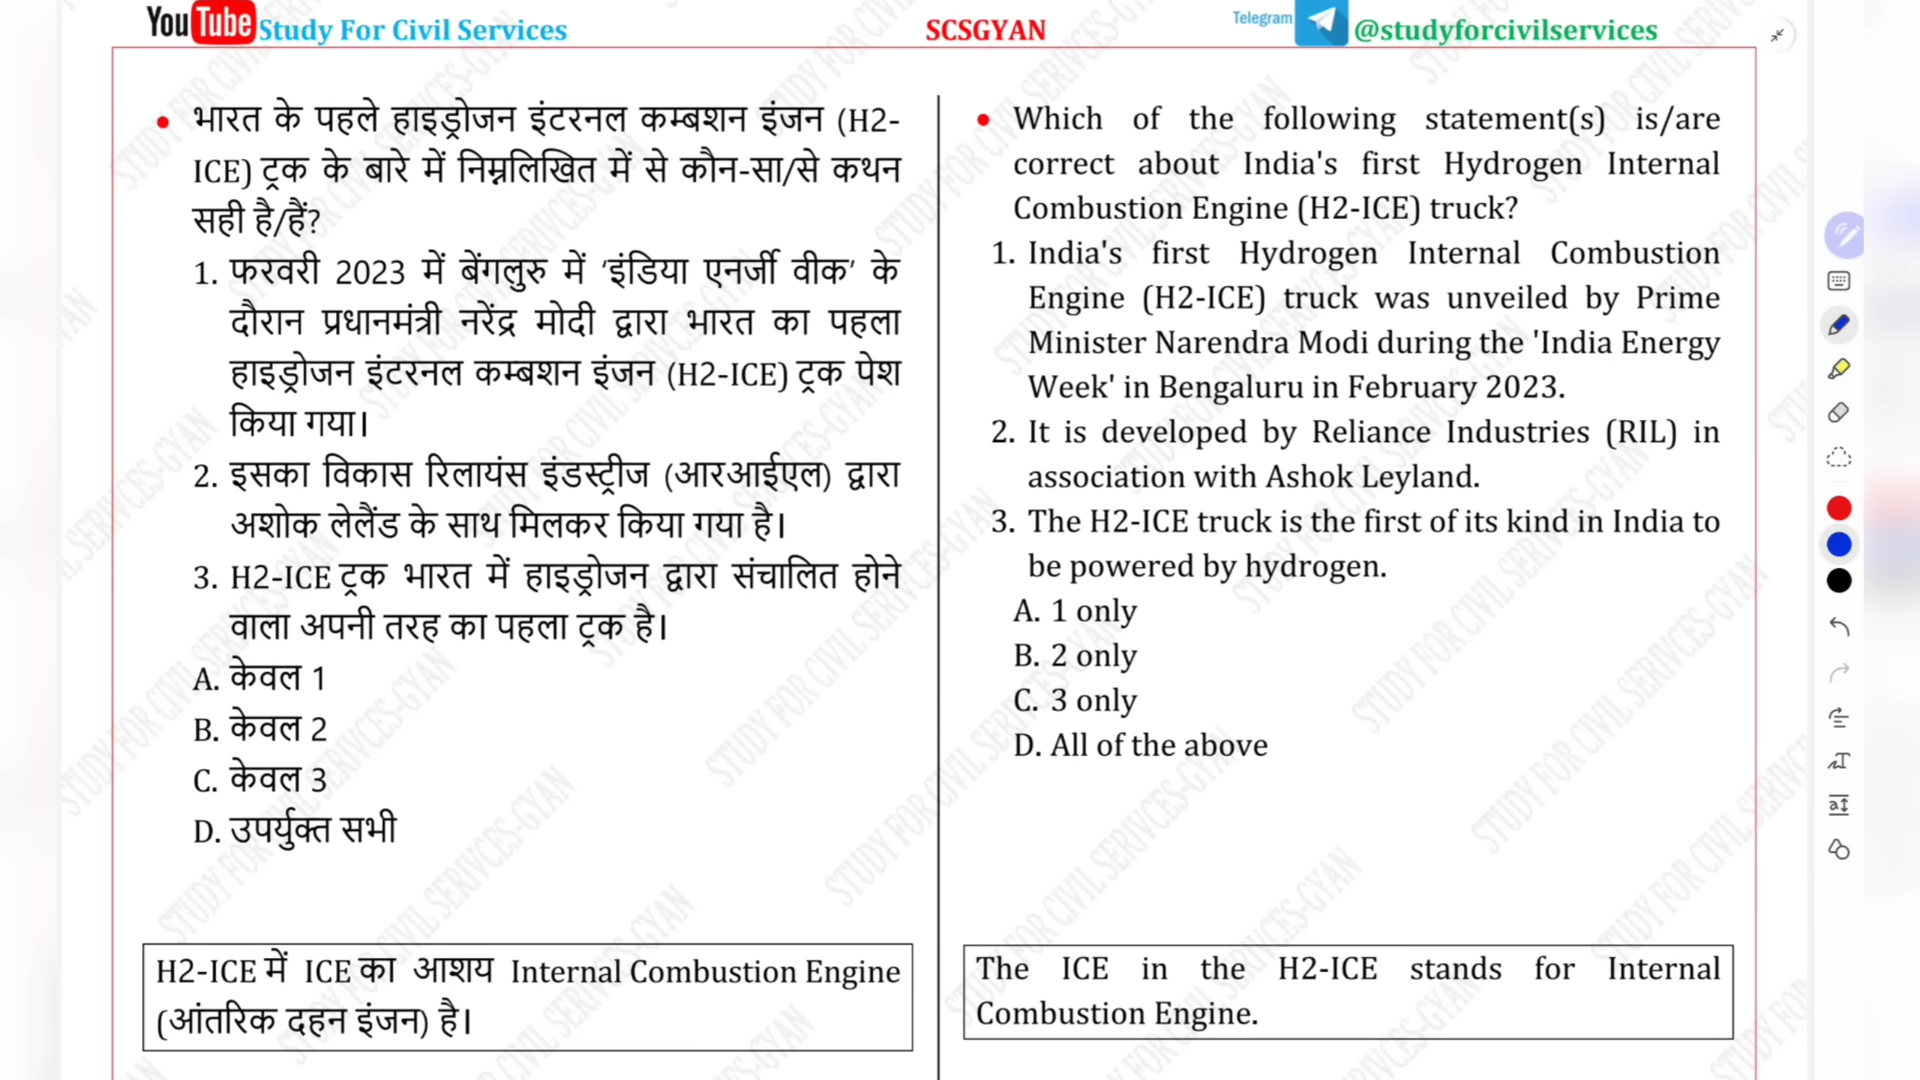 YouTube Study For Civil Services
SCSGYAN
Telegram @studyforcivilservices
• भारत के पहले हाइड्रोजन इंटरनल कम्बशन इंजन (H2-
ICE) ट्रक के बारे में निम्नलिखित में से कौन-सा/से कथन
सही है/हैं?
1. फरवरी 2023 में बेंगलुरु में ‘इंडिया एनर्जी वीक’ के
दौरान प्रधानमंत्री नरेंद्र मोदी द्वारा भारत का पहला
हाइड्रोजन इंटरनल कम्बशन इंजन (H2-ICE) ट्रक पेश
किया गया।
2. इसका विकास रिलायंस इंडस्ट्रीज (आरआईएल) द्वारा
अशोक लेलैंड के साथ मिलकर किया गया है।
3. H2-ICE ट्रक भारत में हाइड्रोजन द्वारा संचालित होने
वाला अपनी तरह का पहला ट्रक है।
A. केवल 1
B. केवल 2
C. केवल 3
D. उपर्युक्त सभी
H2-ICE में ICE का आशय Internal Combustion Engine
(आंतरिक दहन इंजन) है।
• Which of the following statement(s) is/are
correct about India's first Hydrogen Internal
Combustion Engine (H2-ICE) truck?
1. India's first Hydrogen Internal Combustion
Engine (H2-ICE) truck was unveiled by Prime
Minister Narendra Modi during the 'India Energy
Week' in Bengaluru in February 2023.
2. It is developed by Reliance Industries (RIL) in
association with Ashok Leyland.
3. The H2-ICE truck is the first of its kind in India to
be powered by hydrogen.
A. 1 only
B. 2 only
C. 3 only
D. All of the above
The ICE in the H2-ICE stands for Internal
Combustion Engine.
STUDY FOR CIVIL SERIVCES-GYAN